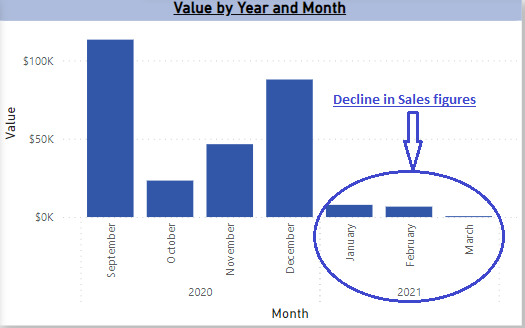 Value by Year and Month
$100K
$50K
$0K
Value
Decline in Sales figures
September
October
November
December
January
February
March
2020
2021
Month